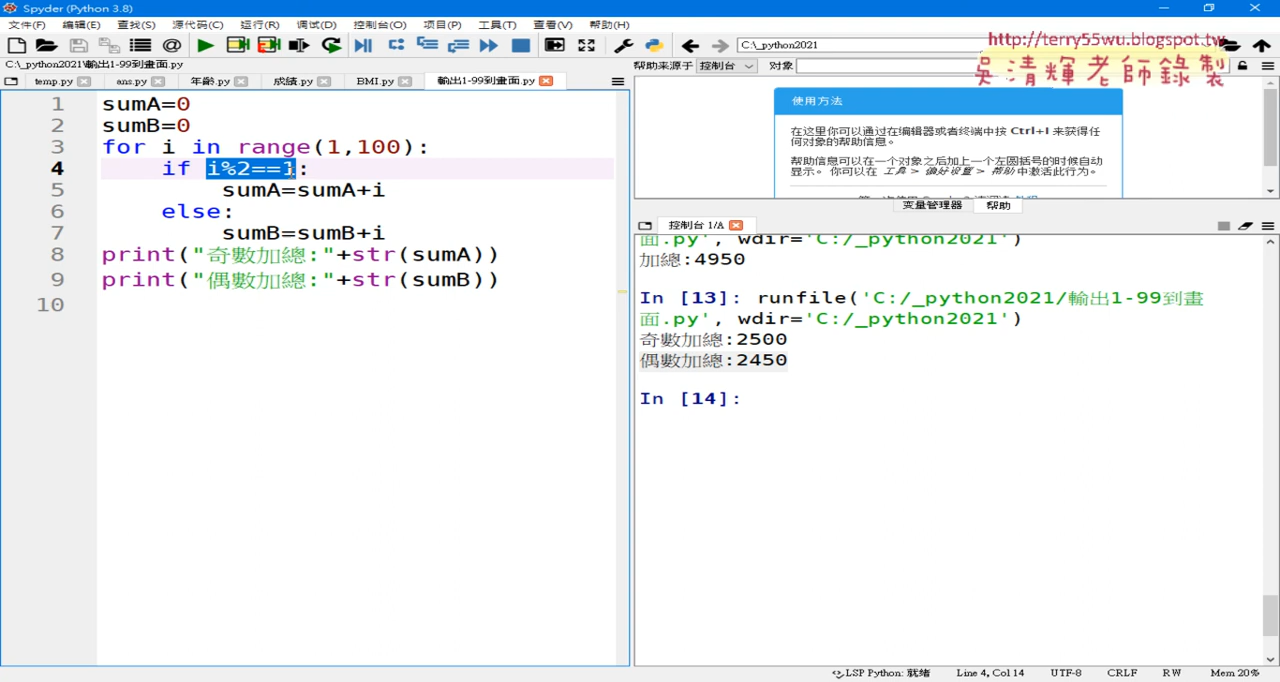 Spyder (Python 3.8)
文件(F) 编辑(E) 查找(S) 源代码(C) 运行(R) 调试(D) 控制台(O) 项目(P) 工具(T) 查看(V) 帮助(H)
C:\_python2021
http://terry55wu.blogspot.tw
吳清輝老師錄製
C:\_python2021\輸出1-99到畫面.py
帮助来源于 控制台 对象
temp.py ans.py 年齡.py 成績.py BMI.py 輸出1-99到畫面.py
1 sumA=0
2 sumB=0
3 for i in range(1,100):
4 if i%2==1:
5 sumA=sumA+i
6 else:
7 sumB=sumB+i
8 print("奇數加總:"+str(sumA))
9 print("偶數加總:"+str(sumB))
10
使用方法
在这里你可以通过在编辑器或者终端中按 Ctrl+I 来获得任
何对象的帮助信息。
帮助信息可以在一个对象之后加上一个左圆括号的时候自动
显示。 你可以在 工具 > 偏好设置 > 帮助 中激活此行为。
变量管理器 帮助
控制台 1/A
面.py', wdir='C:/_python2021')
加總:4950
In [13]: runfile('C:/_python2021/輸出1-99到畫
面.py', wdir='C:/_python2021')
奇數加總:2500
偶數加總:2450
In [14]:
LSP Python: 就绪 Line 4, Col 14 UTF-8 CRLF RW Mem 20%